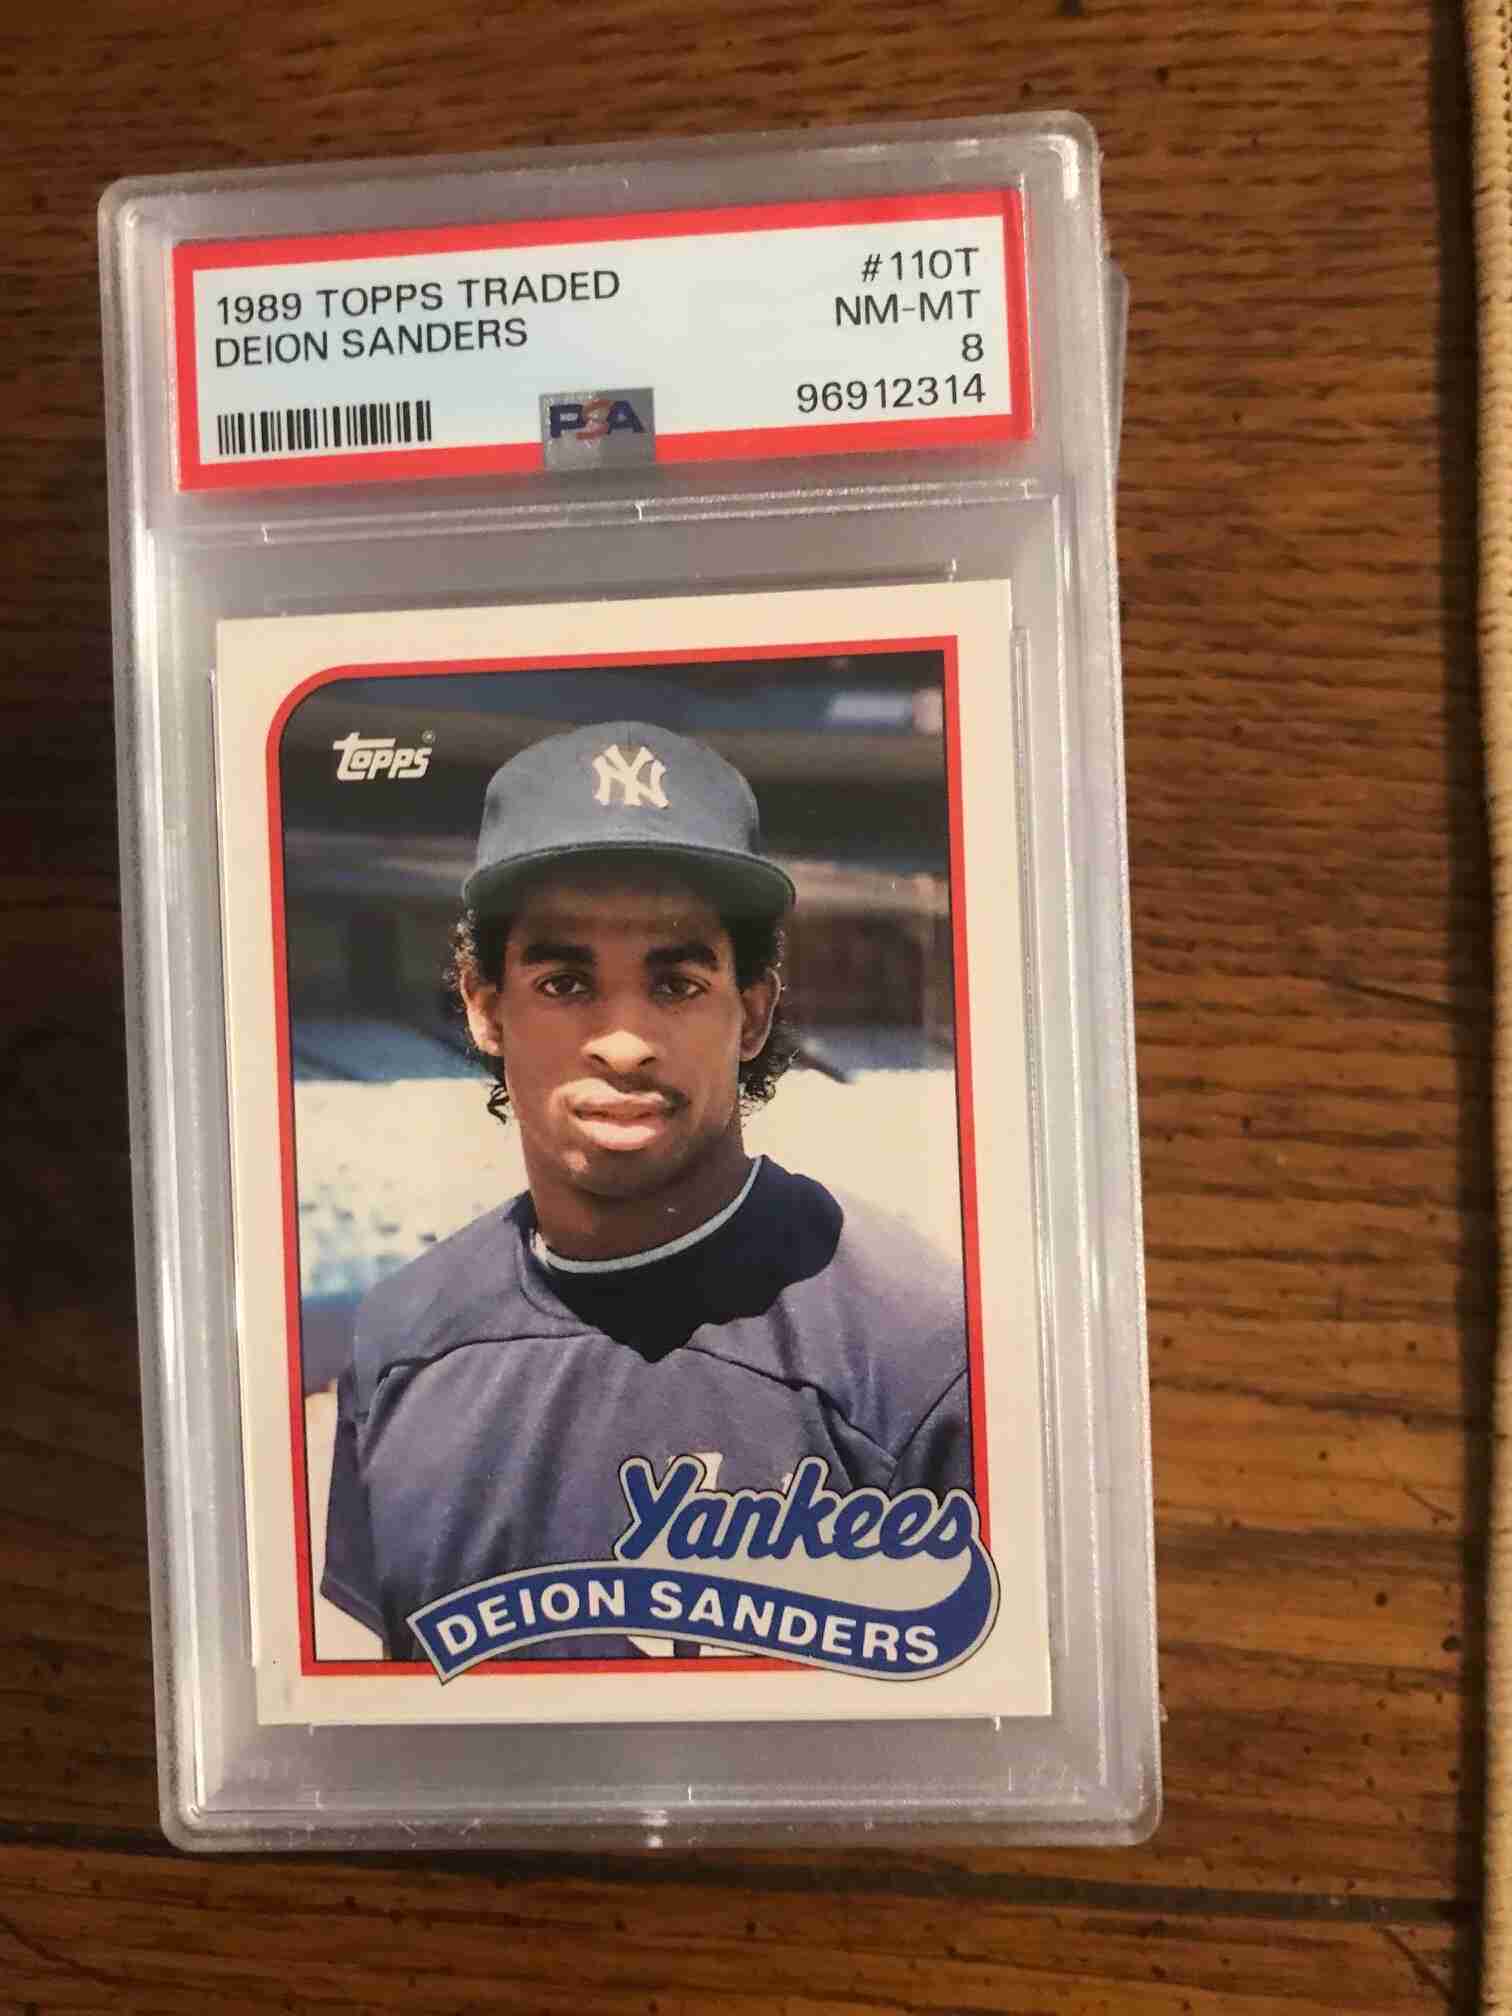 1989 TOPPS TRADED #110T
DEION SANDERS NM-MT
8
PSA 96912314
TOPPS®
NY
Yankees
DEION SANDERS